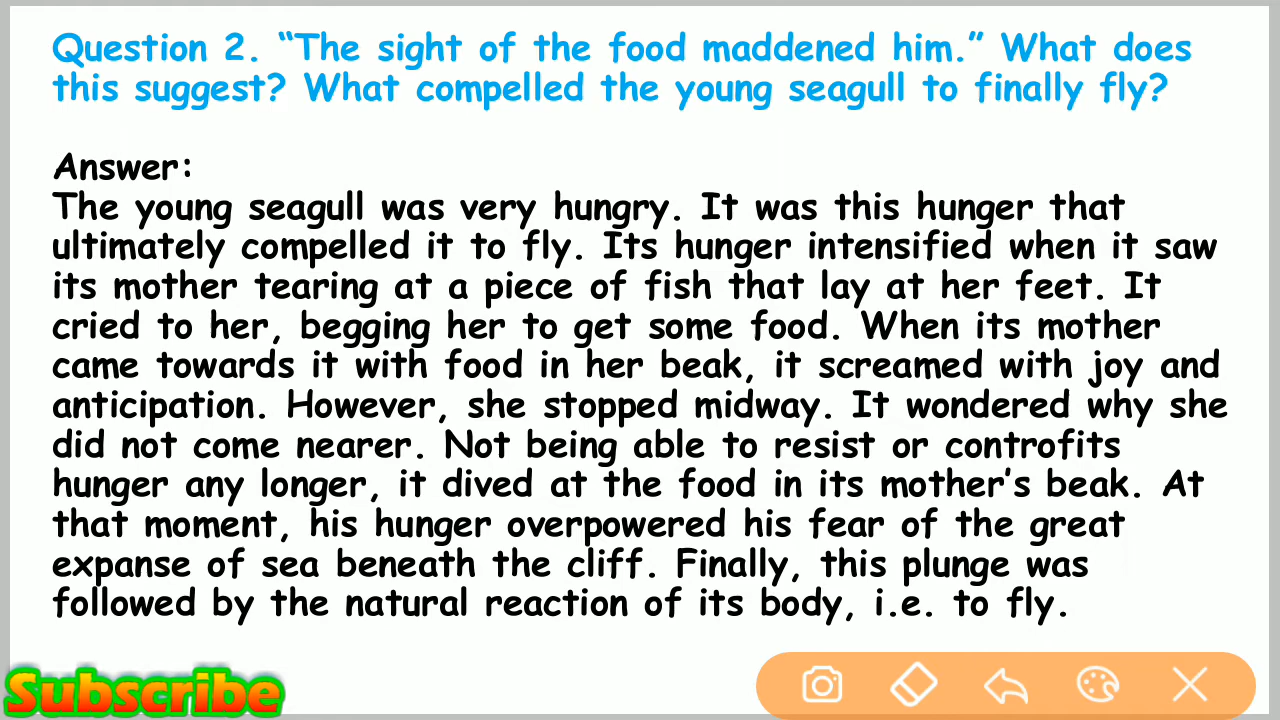 Question 2. “The sight of the food maddened him.” What does
this suggest? What compelled the young seagull to finally fly?
Answer:
The young seagull was very hungry. It was this hunger that
ultimately compelled it to fly. Its hunger intensified when it saw
its mother tearing at a piece of fish that lay at her feet. It
cried to her, begging her to get some food. When its mother
came towards it with food in her beak, it screamed with joy and
anticipation. However, she stopped midway. It wondered why she
did not come nearer. Not being able to resist or controfits
hunger any longer, it dived at the food in its mother’s beak. At
that moment, his hunger overpowered his fear of the great
expanse of sea beneath the cliff. Finally, this plunge was
followed by the natural reaction of its body, i.e. to fly.
Subscribe